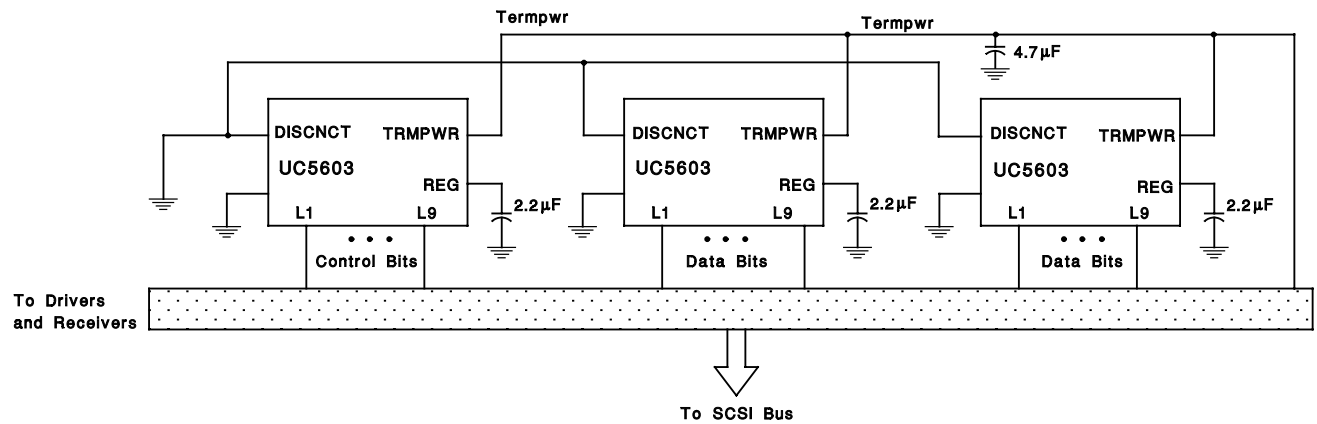 Termpwr
Termpwr
4.7µF
DISCNCT TRMPWR
UC5603
REG
L1 L9
2.2µF
Control Bits
DISCNCT TRMPWR
UC5603
REG
L1 L9
2.2µF
Data Bits
DISCNCT TRMPWR
UC5603
REG
L1 L9
2.2µF
Data Bits
To Drivers
and Receivers
To SCSI Bus